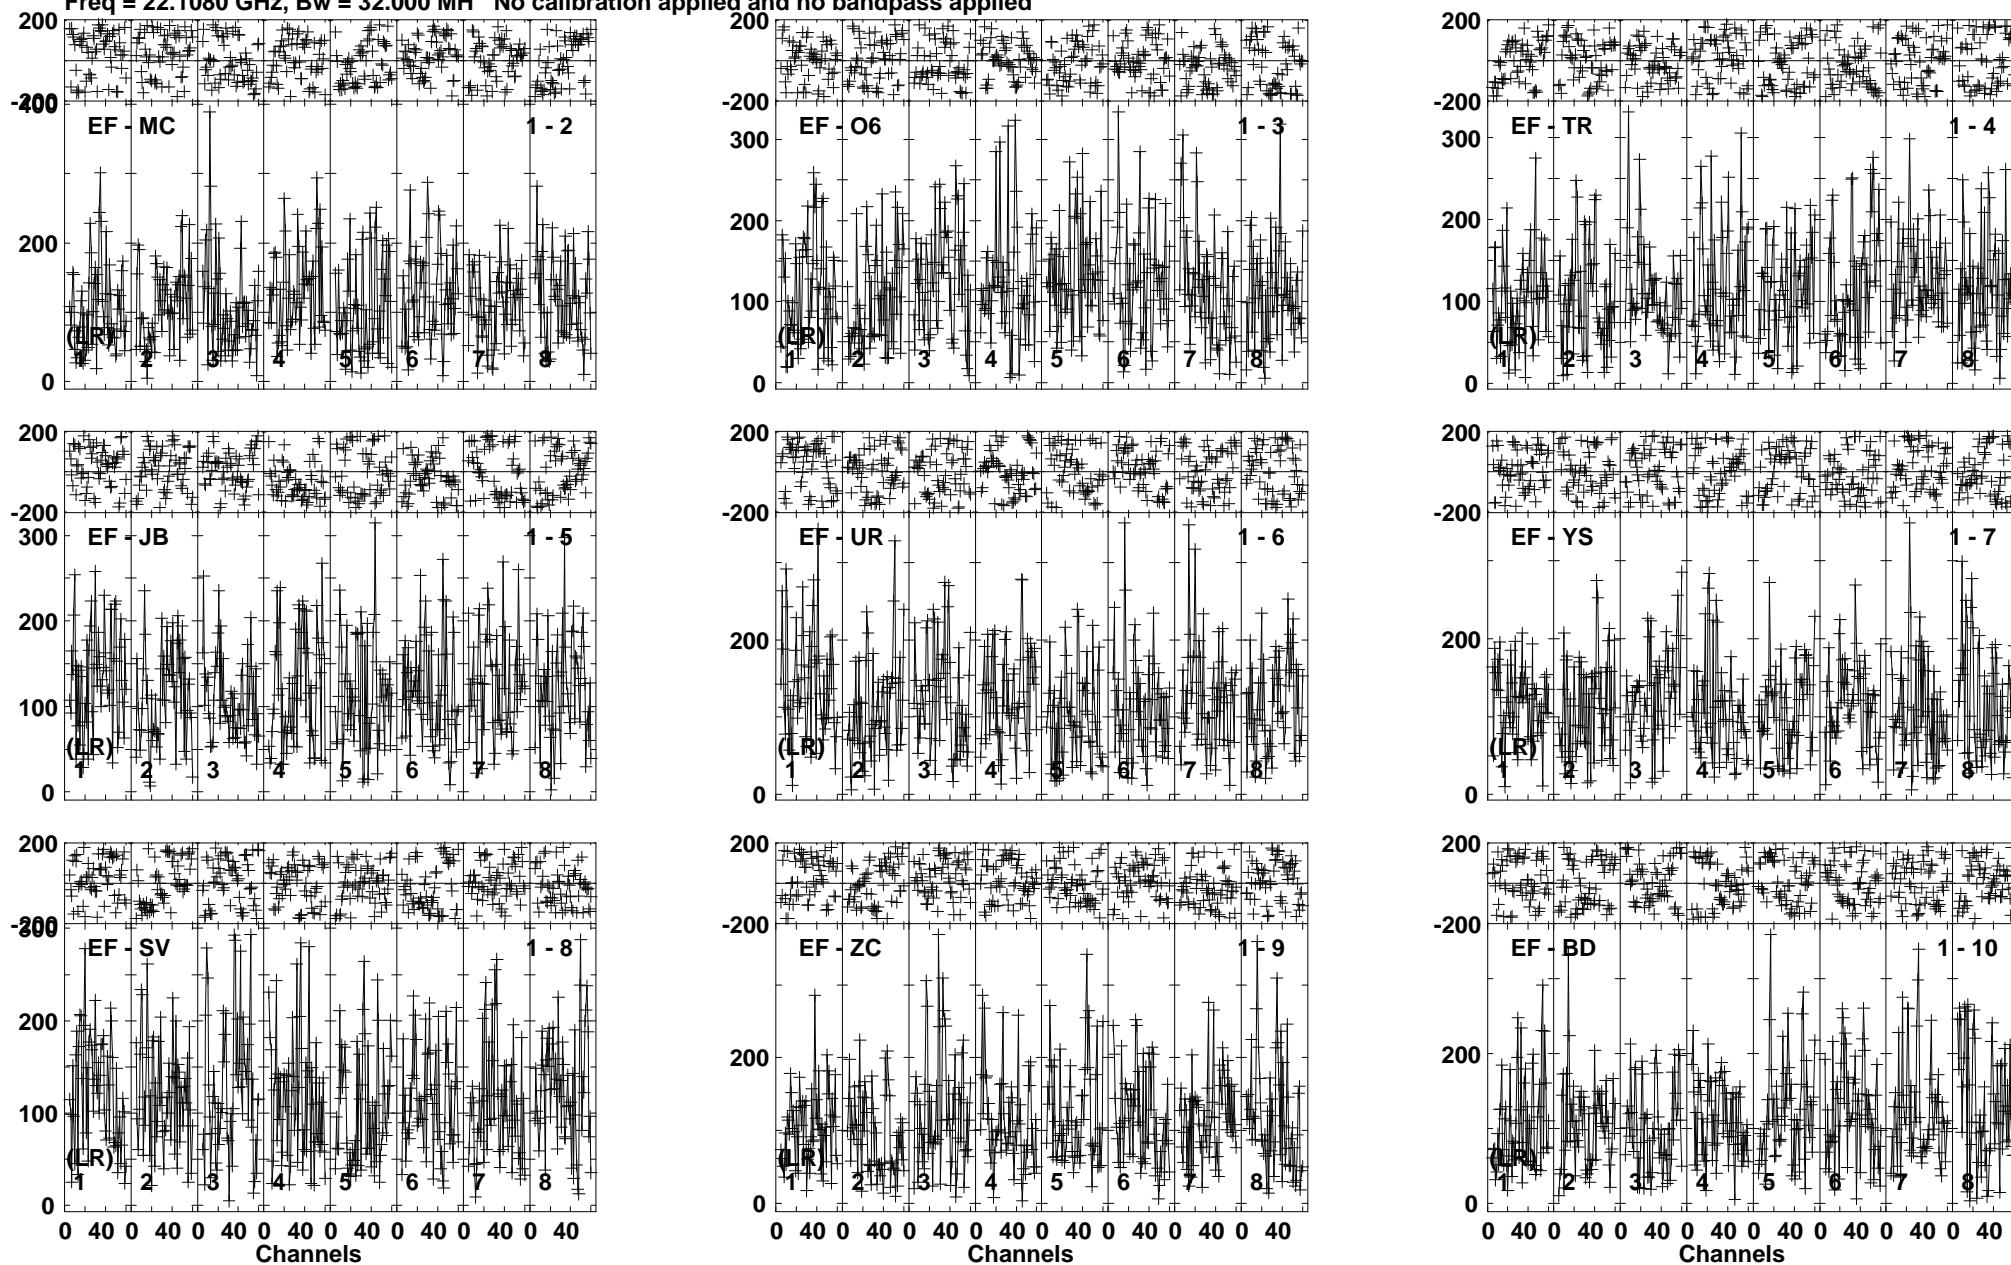 Freq = 22.1080 GHz, Bw = 32.000 MH No calibration applied and no bandpass applied
200 200 200
-200 -200 -200
400
EF - MC 1 - 2 EF - O6 1 - 3 EF - TR 1 - 4
300 300
200 200 200
100 100
(LR) (LR) (LR)
1 2 3 4 5 6 7 8 1 2 3 4 5 6 7 8 1 2 3 4 5 6 7 8
0 0 0
200 200 200
-200 -200 -200
300
EF - JB 1 - 5 EF - UR 1 - 6 EF - YS 1 - 7
200 200 200
100
(LR) (LR) (LR)
1 2 3 4 5 6 7 8 1 2 3 4 5 6 7 8 1 2 3 4 5 6 7 8
0 0 0
200 200 200
-200 -200 -200
300
EF - SV 1 - 8 EF - ZC 1 - 9 EF - BD 1 - 10
200 200 200
100
(LR) (LR) (LR)
1 2 3 4 5 6 7 8 1 2 3 4 5 6 7 8 1 2 3 4 5 6 7 8
0 0 0
0 40 0 40 0 40 0 40 0 40 0 40 0 40 0 40 0 40 0 40 0 40 0 40 0 40 0 40 0 40 0 40 0 40 0 40 0 40 0 40 0 40 0 40 0 40 0 40
Channels Channels Channels